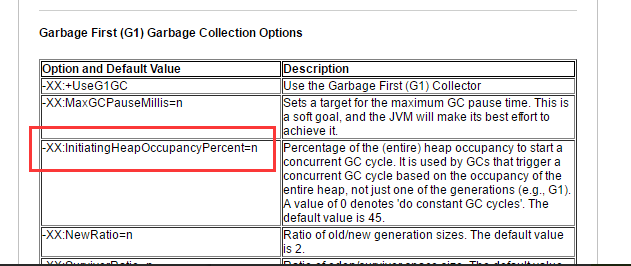 Garbage First (G1) Garbage Collection Options
Option and Default Value
Description
-XX:+UseG1GC
Use the Garbage First (G1) Collector
-XX:MaxGCPauseMillis=n
Sets a target for the maximum GC pause time. This is
a soft goal, and the JVM will make its best effort to
achieve it.
-XX:InitiatingHeapOccupancyPercent=n
Percentage of the (entire) heap occupancy to start a
concurrent GC cycle. It is used by GCs that trigger a
concurrent GC cycle based on the occupancy of the
entire heap, not just one of the generations (e.g., G1).
A value of 0 denotes 'do constant GC cycles'. The
default value is 45.
-XX:NewRatio=n
Ratio of old/new generation sizes. The default value
is 2.